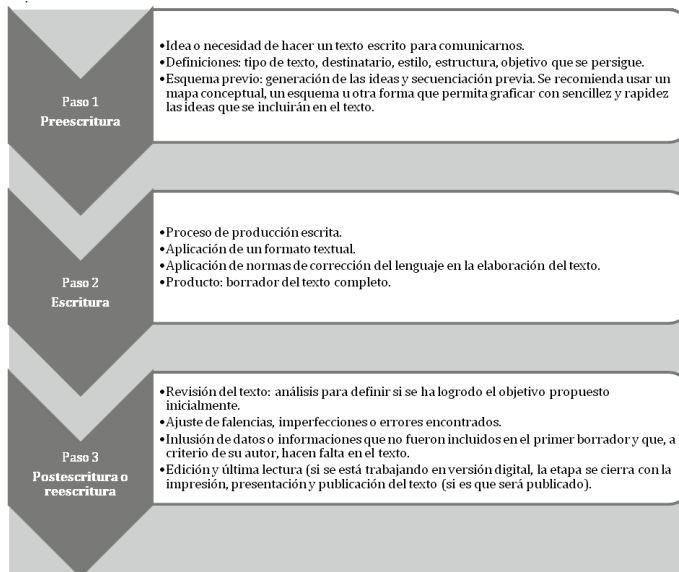 Paso 1
Preescritura
•Idea o necesidad de hacer un texto escrito para comunicarnos.
•Definiciones: tipo de texto, destinatario, estilo, estructura, objetivo que se persigue.
•Esquema previo: generación de las ideas y secuenciación previa. Se recomienda usar un
mapa conceptual, un esquema u otra forma que permita graficar con sencillez y rapidez
las ideas que se incluirán en el texto.
Paso 2
Escritura
•Proceso de producción escrita.
•Aplicación de un formato textual.
•Aplicación de normas de corrección del lenguaje en la elaboración del texto.
•Producto: borrador del texto completo.
Paso 3
Postescritura o
reescritura
•Revisión del texto: análisis para definir si se ha logrodo el objetivo propuesto
inicialmente.
•Ajuste de falencias, imperfecciones o errores encontrados.
•Inlusión de datos o informaciones que no fueron incluidos en el primer borrador y que, a
criterio de su autor, hacen falta en el texto.
•Edición y última lectura (si se está trabajando en versión digital, la etapa se cierra con la
impresión, presentación y publicación del texto (si es que será publicado).